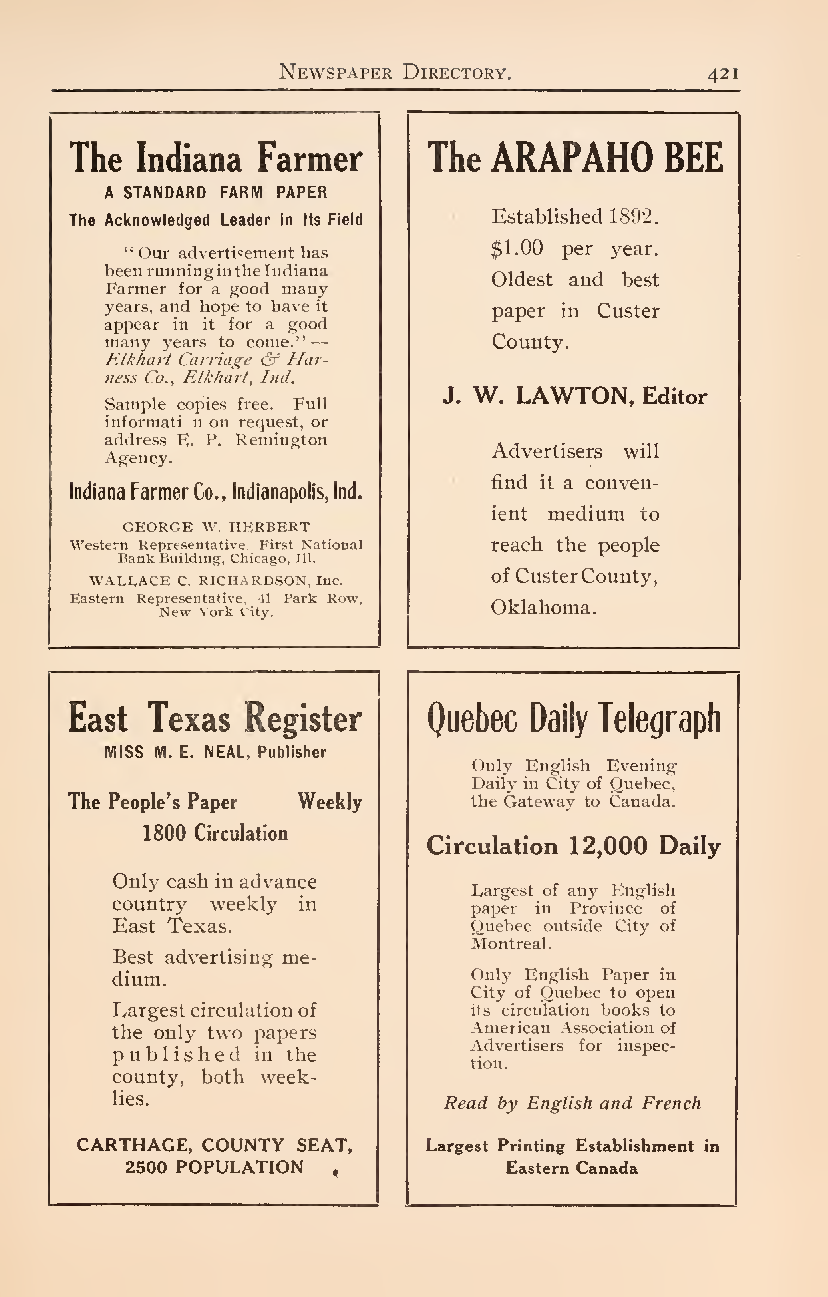 NEWSPAPER DIRECTORY. 421
The Indiana Farmer
A STANDARD FARM PAPER
The Acknowledged Leader in Its Field
"Our advertisement has
been running in the Indiana
Farmer for a good many
years, and hope to have it
appear in it for a good
many years to come."—
Elkhart Carriage & Har-
ness Co., Elkhart, Ind.
Sample copies free. Full
informati n on request, or
address E. P. Remington
Agency.
Indiana Farmer Co., Indianapolis, Ind.
GEORGE W. HERBERT
Western Representative, First National
Bank Building, Chicago, Ill.
WALLACE C. RICHARDSON, Inc.
Eastern Representative, 41 Park Row,
New York City.
The ARAPAHO BEE
Established 1892.
$1.00 per year.
Oldest and best
paper in Custer
County.
J. W. LAWTON, Editor
Advertisers will
find it a conven-
ient medium to
reach the people
of Custer County,
Oklahoma.
East Texas Register
MISS M. E. NEAL, Publisher
The People's Paper Weekly
1800 Circulation
Only cash in advance
country weekly in
East Texas.
Best advertising me-
dium.
Largest circulation of
the only two papers
published in the
county, both week-
lies.
CARTHAGE, COUNTY SEAT,
2500 POPULATION
Quebec Daily Telegraph
Only English Evening
Daily in City of Quebec,
the Gateway to Canada.
Circulation 12,000 Daily
Largest of any English
paper in Province of
Quebec outside City of
Montreal.
Only English Paper in
City of Quebec to open
its circulation books to
American Association of
Advertisers for inspec-
tion.
Read by English and French
Largest Printing Establishment in
Eastern Canada